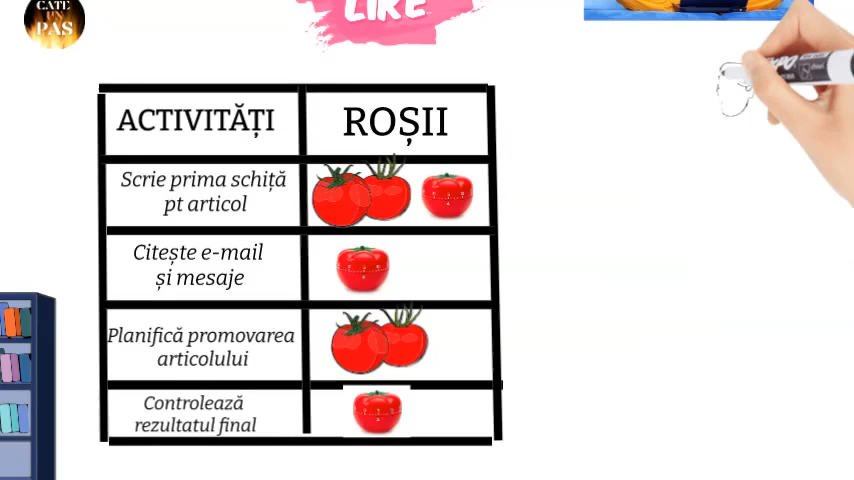 CATE
UN
PAS
LIKE
ACTIVITĂȚI
ROȘII
Scrie prima schiță
pt articol
Citește e-mail
și mesaje
Planifică promovarea
articolului
Controlează
rezultatul final